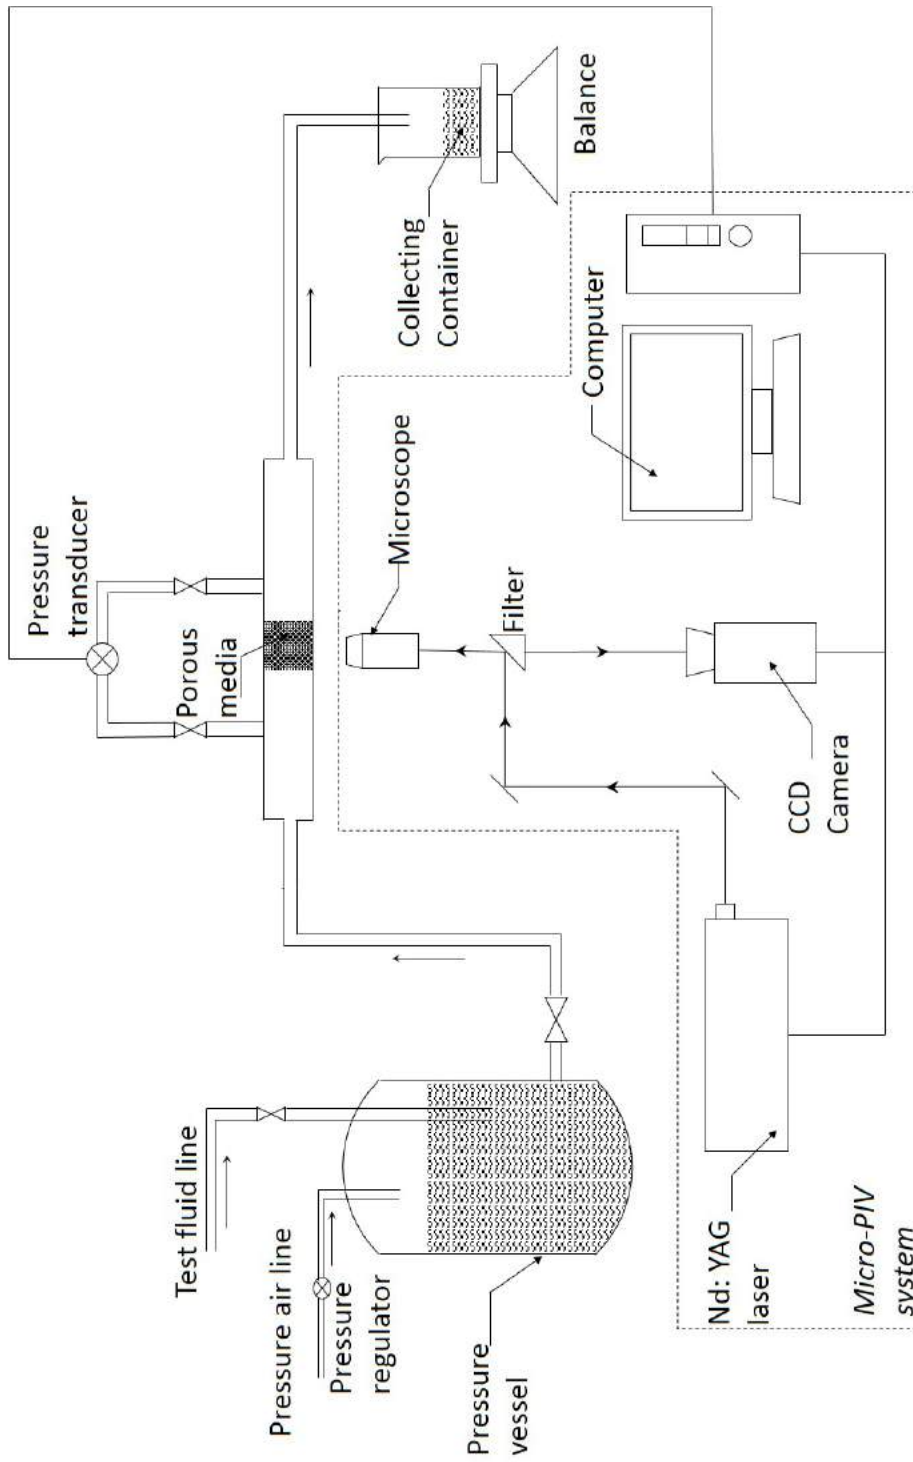 Pressure
transducer
Test fluid line
Porous
media
Pressure air line
Pressure
regulator
Collecting
Container
Balance
Microscope
Pressure
vessel
Filter
Computer
Nd: YAG
laser
CCD
Camera
Micro-PIV
system